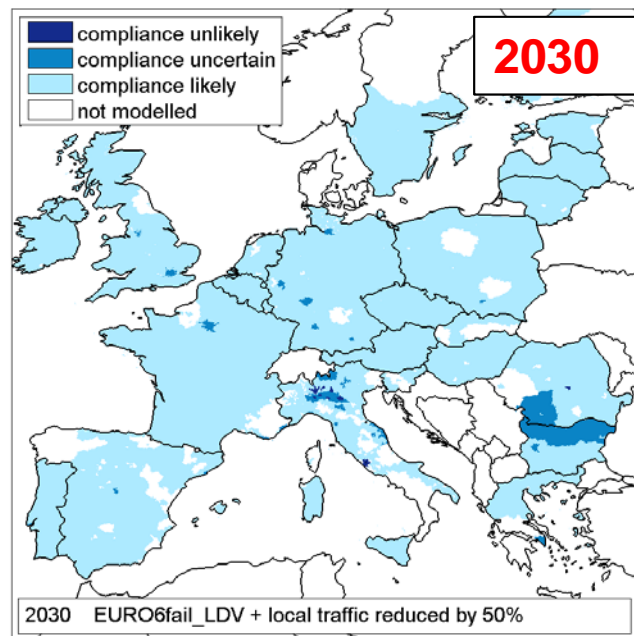 compliance unlikely
compliance uncertain
compliance likely
not modelled
2030
2030 EURO6fail_LDV + local traffic reduced by 50%